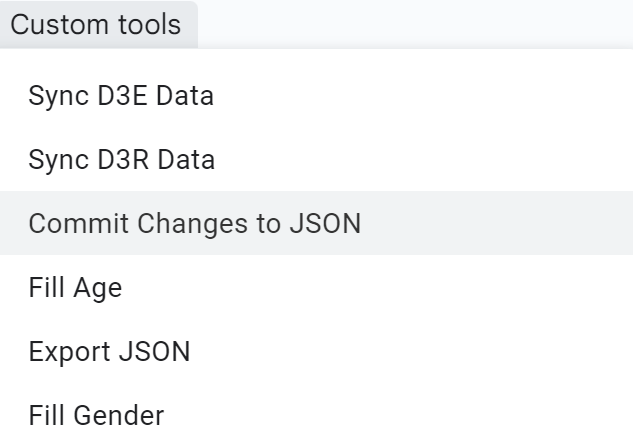 Custom tools
Sync D3E Data
Sync D3R Data
Commit Changes to JSON
Fill Age
Export JSON
Fill Gender